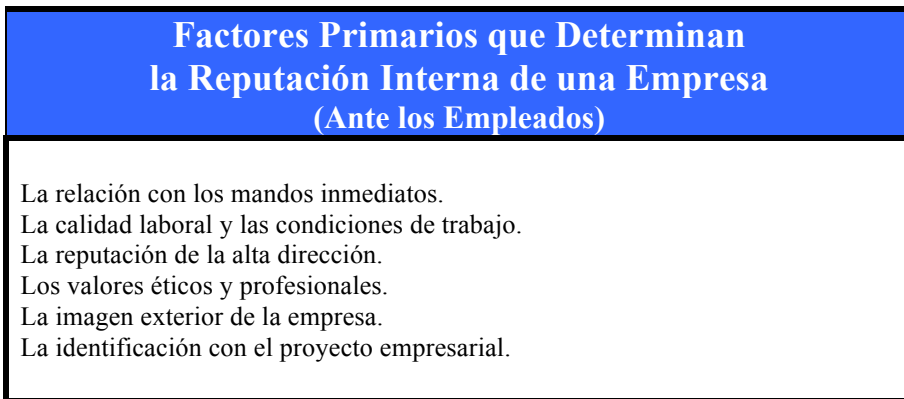 Factores Primarios que Determinan
la Reputación Interna de una Empresa
(Ante los Empleados)
La relación con los mandos inmediatos.
La calidad laboral y las condiciones de trabajo.
La reputación de la alta dirección.
Los valores éticos y profesionales.
La imagen exterior de la empresa.
La identificación con el proyecto empresarial.